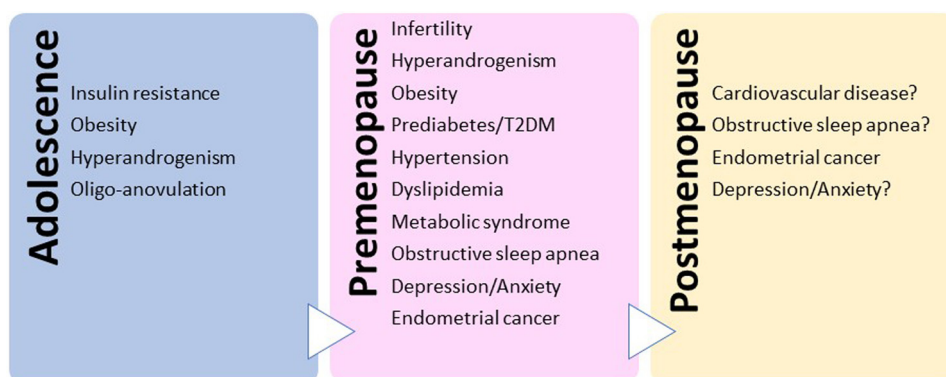 Adolescence
Insulin resistance
Obesity
Hyperandrogenism
Oligo-anovulation
Premenopause
Infertility
Hyperandrogenism
Obesity
Prediabetes/T2DM
Hypertension
Dyslipidemia
Metabolic syndrome
Obstructive sleep apnea
Depression/Anxiety
Endometrial cancer
Postmenopause
Cardiovascular disease?
Obstructive sleep apnea?
Endometrial cancer
Depression/Anxiety?